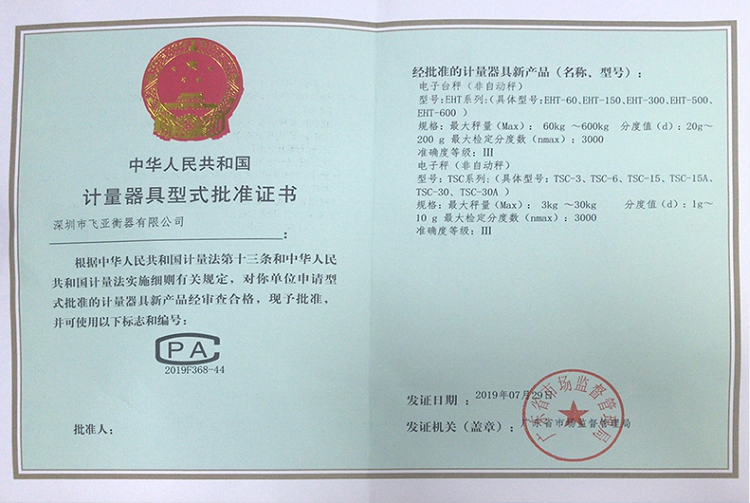 中华人民共和国
计量器具型式批准证书
深圳市飞亚衡器有限公司
：
根据中华人民共和国计量法第十三条和中华人民
共和国计量法实施细则有关规定，对你单位申请型
式批准的计量器具新产品经审查合格，现予批准，
并可使用以下标志和编号：
CPA
2019F368-44
批准人：
经批准的计量器具新产品（名称、型号）：
电子台秤（非自动秤）
型号:EHT系列:（具体型号:EHT-60、EHT-150、EHT-300、EHT-500、
EHT-600 ）
规格: 最大秤量（Max）: 60kg ～600kg 分度值（d）: 20g～
200 g 最大检定分度数（nmax）: 3000
准确度等级: III
电子秤（非自动秤）
型号: TSC系列:（具体型号: TSC-3、TSC-6、TSC-15、TSC-15A、
TSC-30、TSC-30A ）
规格: 最大秤量（Max）: 3kg ～30kg 分度值（d）: 1g～
10 g 最大检定分度数（nmax）: 3000
准确度等级: III
发证日期：2019年07月29日
发证机关（盖章）：广东省市场监督管理局
广东省市场监督管理局